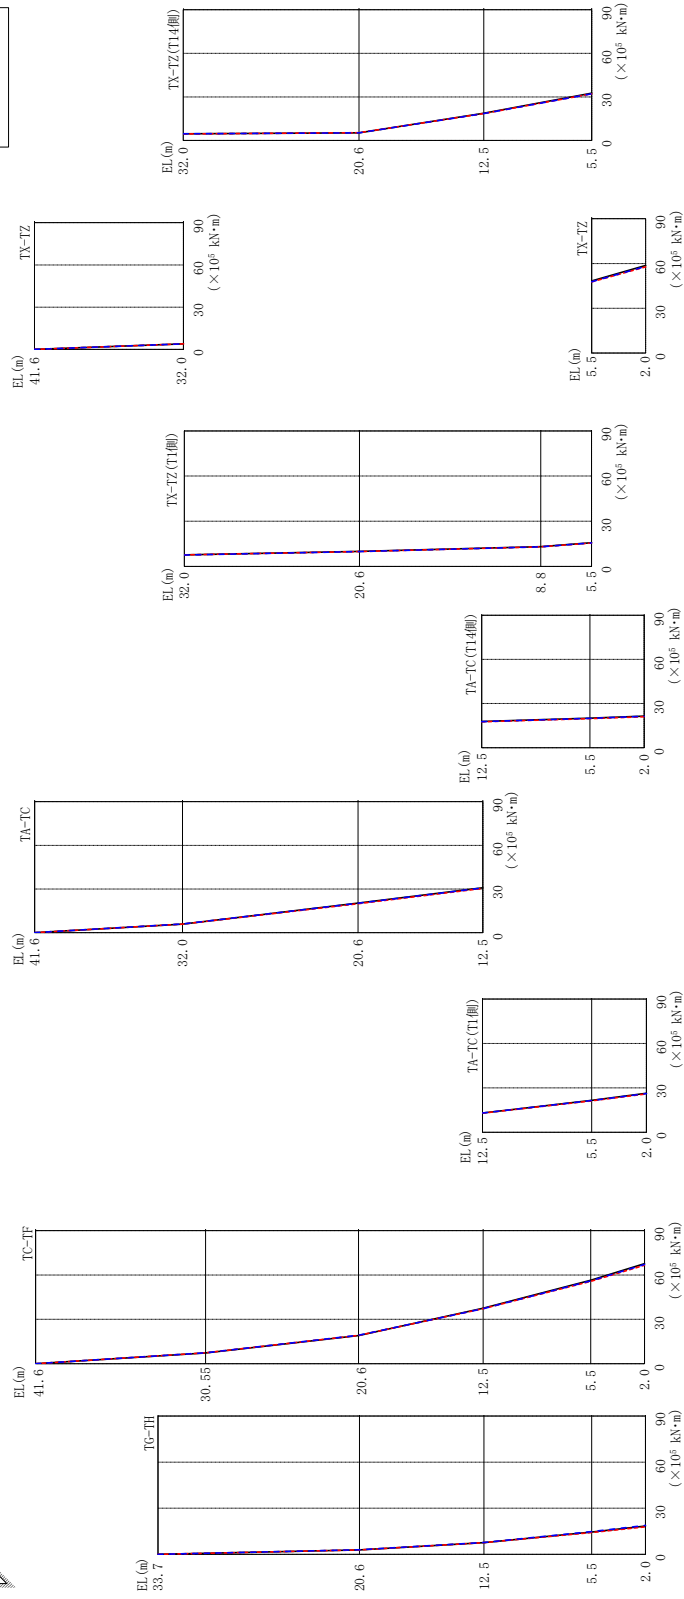 TX-TZ(T14側)
EL(m)
32.0
20.6
12.5
5.5
0
30
60
90
(×10⁵ kN･m)
TX-TZ
EL(m)
41.6
32.0
0
30
60
90
(×10⁵ kN･m)
TX-TZ
EL(m)
5.5
2.0
0
30
60
90
(×10⁵ kN･m)
TX-TZ(T1側)
EL(m)
32.0
20.6
8.8
5.5
0
30
60
90
(×10⁵ kN･m)
TA-TC(T14側)
EL(m)
12.5
5.5
2.0
0
30
60
90
(×10⁵ kN･m)
TA-TC
EL(m)
41.6
32.0
20.6
12.5
0
30
60
90
(×10⁵ kN･m)
TA-TC(T1側)
EL(m)
12.5
5.5
2.0
0
30
60
90
(×10⁵ kN･m)
TC-TF
EL(m)
41.6
30.55
20.6
12.5
5.5
2.0
0
30
60
90
(×10⁵ kN･m)
TG-TH
EL(m)
33.7
20.6
12.5
5.5
2.0
0
30
60
90
(×10⁵ kN･m)